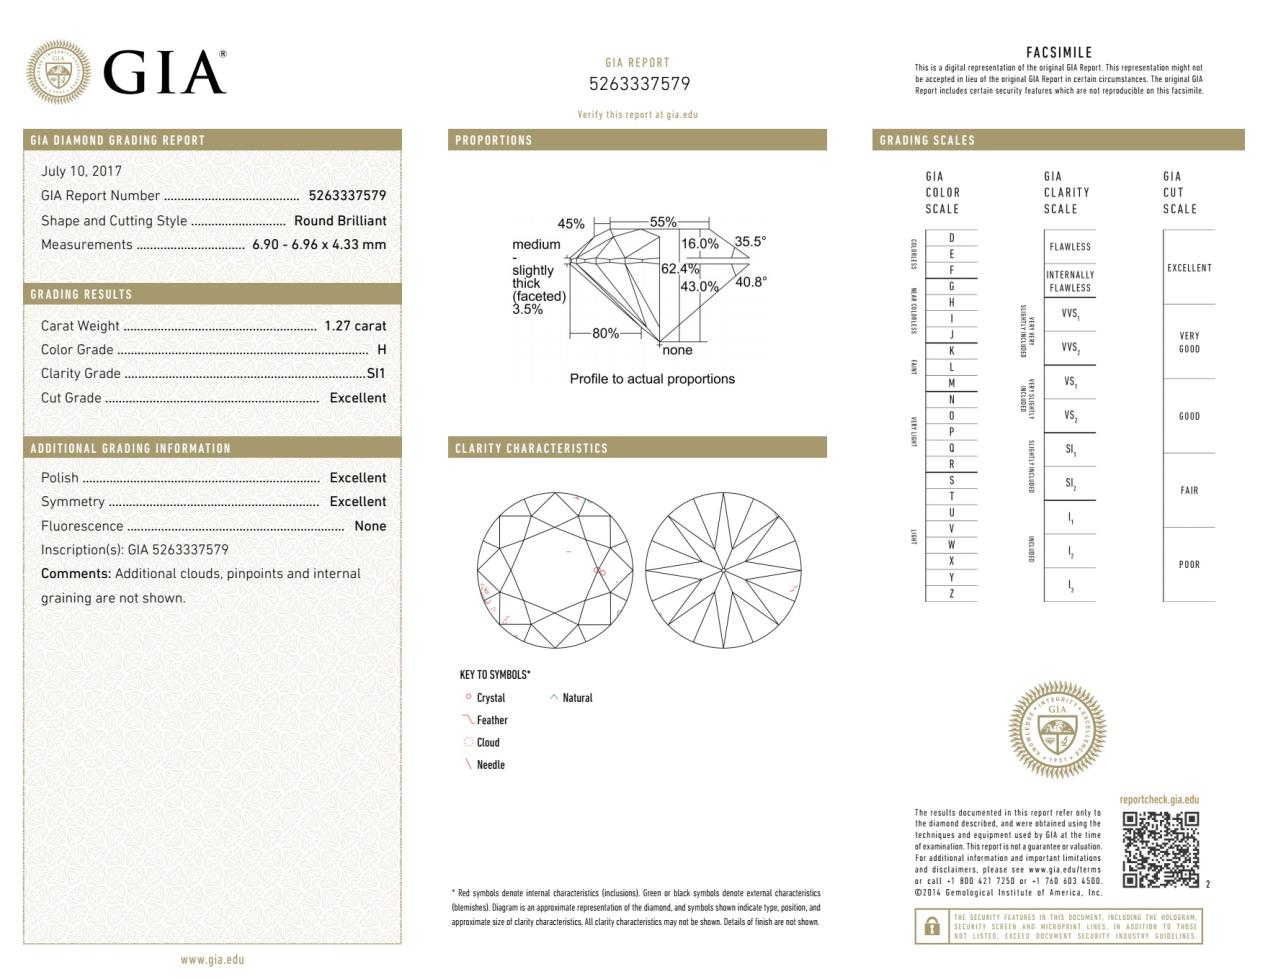 GIA®
GIA REPORT
5263337579
Verify this report at gia.edu
FACSIMILE
This is a digital representation of the original GIA Report. This representation might not
be accepted in lieu of the original GIA Report in certain circumstances. The original GIA
Report includes certain security features which are not reproducible on this facsimile.
GIA DIAMOND GRADING REPORT
July 10, 2017
GIA Report Number ....................................... 5263337579
Shape and Cutting Style ........................... Round Brilliant
Measurements ............................... 6.90 - 6.96 x 4.33 mm
GRADING RESULTS
Carat Weight ........................................................ 1.27 carat
Color Grade ........................................................................ H
Clarity Grade .....................................................................SI1
Cut Grade ............................................................. Excellent
ADDITIONAL GRADING INFORMATION
Polish .................................................................... Excellent
Symmetry ............................................................. Excellent
Fluorescence .............................................................. None
Inscription(s): GIA 5263337579
Comments: Additional clouds, pinpoints and internal
graining are not shown.
www.gia.edu
PROPORTIONS
45%
55%
medium
-
slightly
thick
(faceted)
3.5%
16.0%
35.5°
62.4%
43.0%
40.8°
80%
none
Profile to actual proportions
CLARITY CHARACTERISTICS
KEY TO SYMBOLS*
Crystal
Natural
Feather
Cloud
Needle
* Red symbols denote internal characteristics (inclusions). Green or black symbols denote external characteristics
(blemishes). Diagram is an approximate representation of the diamond, and symbols shown indicate type, position, and
approximate size of clarity characteristics. All clarity characteristics may not be shown. Details of finish are not shown.
GRADING SCALES
GIA
COLOR
SCALE
COLORLESS
D
E
F
NEAR COLORLESS
G
H
I
J
FAINT
K
L
M
VERY LIGHT
N
O
P
Q
R
LIGHT
S
T
U
V
W
X
Y
Z
GIA
CLARITY
SCALE
FLAWLESS
INTERNALLY
FLAWLESS
VERY VERY
SLIGHTLY INCLUDED
VVS1
VVS2
VERY SLIGHTLY
INCLUDED
VS1
VS2
SLIGHTLY INCLUDED
SI1
SI2
INCLUDED
I1
I2
I3
GIA
CUT
SCALE
EXCELLENT
VERY
GOOD
GOOD
FAIR
POOR
KNOWLEDGE • INTEGRITY • EXCELLENCE
GIA
1931
reportcheck.gia.edu
The results documented in this report refer only to
the diamond described, and were obtained using the
techniques and equipment used by GIA at the time
of examination. This report is not a guarantee or valuation.
For additional information and important limitations
and disclaimers, please see www.gia.edu/terms
or call +1 800 421 7250 or +1 760 603 4500.
©2014 Gemological Institute of America, Inc.
2
THE SECURITY FEATURES IN THIS DOCUMENT, INCLUDING THE HOLOGRAM,
SECURITY SCREEN AND MICROPRINT LINES, IN ADDITION TO THOSE
NOT LISTED, EXCEED DOCUMENT SECURITY INDUSTRY GUIDELINES.